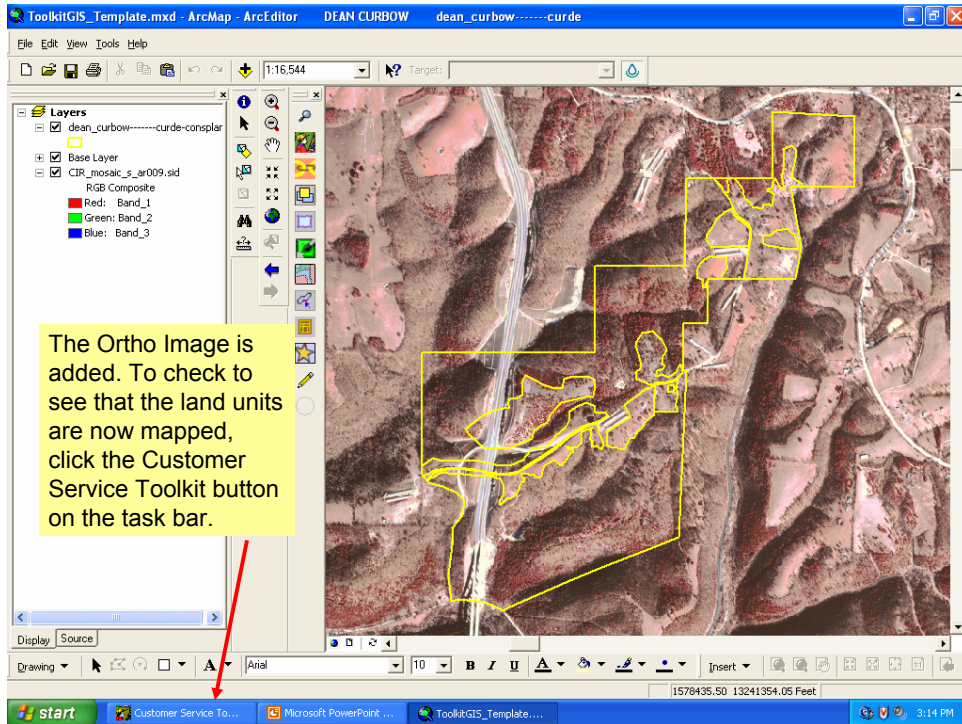 ToolkitGIS_Template.mxd - ArcMap - ArcEditor DEAN CURBOW dean_curbow-------curde
File Edit View Tools Help
1:16,544
Target:
Layers
dean_curbow-------curde-consplar
Base Layer
CIR_mosaic_s_ar009.sid
RGB Composite
Red: Band_1
Green: Band_2
Blue: Band_3
The Ortho Image is
added. To check to
see that the land units
are now mapped,
click the Customer
Service Toolkit button
on the task bar.
Display Source
Drawing A Arial 10 B I U A Insert
1578435.50 13241354.05 Feet
start Customer Service To... Microsoft PowerPoint ... ToolkitGIS_Template.... 3:14 PM